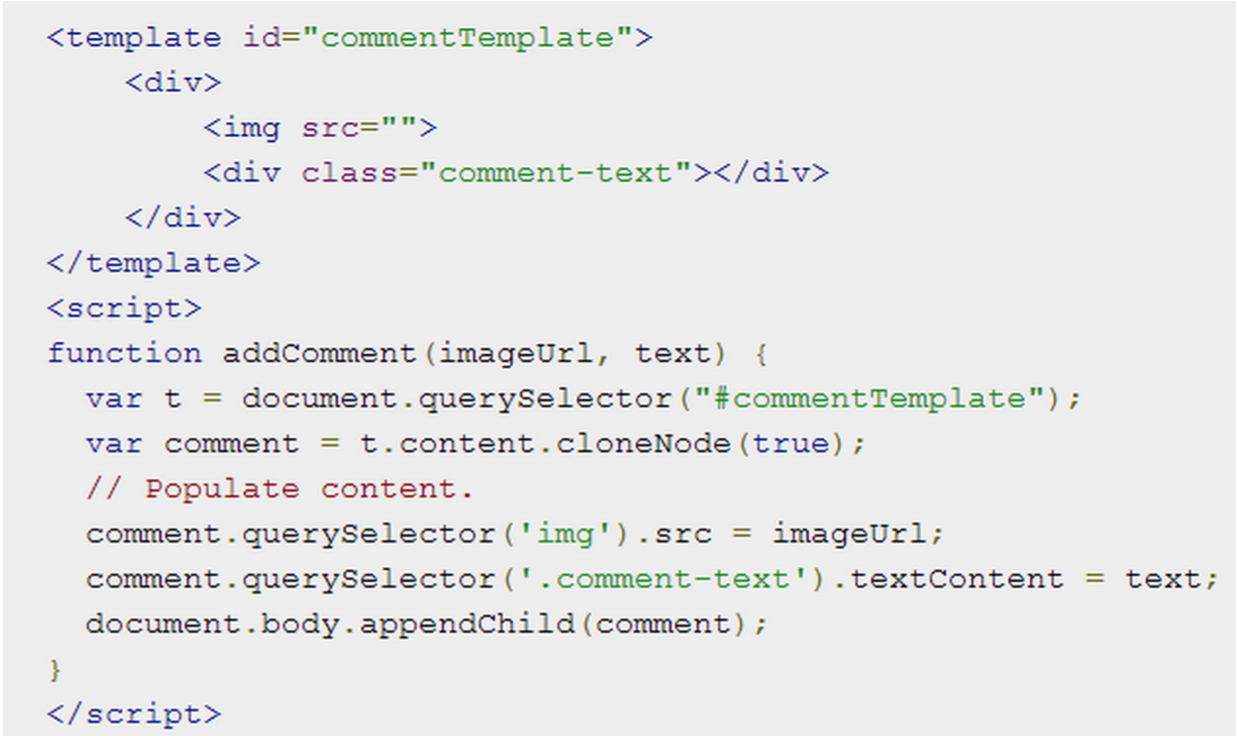 <template id="commentTemplate">
    <div>
        <img src="">
        <div class="comment-text"></div>
    </div>
</template>
<script>
function addComment(imageUrl, text) {
  var t = document.querySelector("#commentTemplate");
  var comment = t.content.cloneNode(true);
  // Populate content.
  comment.querySelector('img').src = imageUrl;
  comment.querySelector('.comment-text').textContent = text;
  document.body.appendChild(comment);
}
</script>